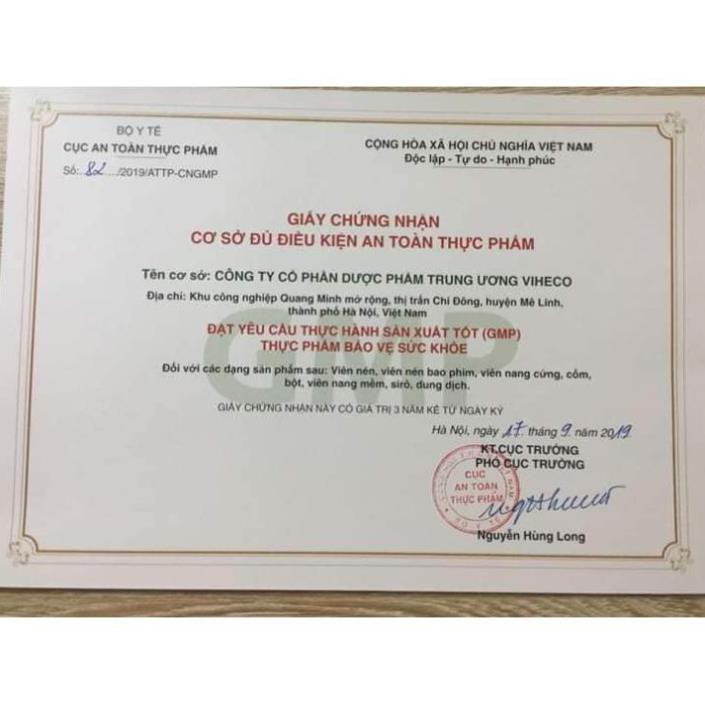 BỘ Y TẾ
CỤC AN TOÀN THỰC PHẨM
Số: 82 /2019/ATTP-CNGMP
CỘNG HÒA XÃ HỘI CHỦ NGHĨA VIỆT NAM
Độc lập - Tự do - Hạnh phúc
GIẤY CHỨNG NHẬN
CƠ SỞ ĐỦ ĐIỀU KIỆN AN TOÀN THỰC PHẨM
Tên cơ sở: CÔNG TY CỔ PHẦN DƯỢC PHẨM TRUNG ƯƠNG VIHECO
Địa chỉ: Khu công nghiệp Quang Minh mở rộng, thị trấn Chi Đông, huyện Mê Linh,
thành phố Hà Nội, Việt Nam
ĐẠT YÊU CẦU THỰC HÀNH SẢN XUẤT TỐT (GMP)
THỰC PHẨM BẢO VỆ SỨC KHỎE
GMP
Đối với các dạng sản phẩm sau: Viên nén, viên nén bao phim, viên nang cứng, cốm,
bột, viên nang mềm, sirô, dung dịch.
GIẤY CHỨNG NHẬN NÀY CÓ GIÁ TRỊ 3 NĂM KỂ TỪ NGÀY KÝ
Hà Nội, ngày 17 tháng 9 năm 2019
KT.CỤC TRƯỞNG
PHÓ CỤC TRƯỞNG
CỤC
AN TOÀN
THỰC PHẨM
Nguyễn Hùng Long